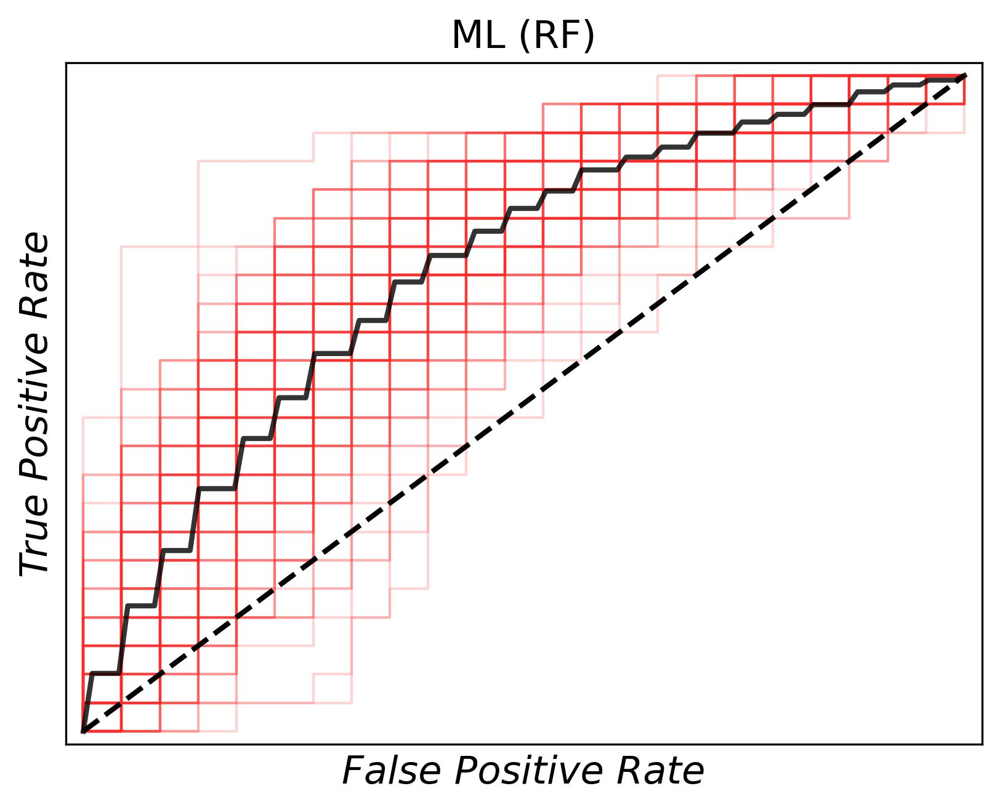 ML (RF)
True Positive Rate
False Positive Rate